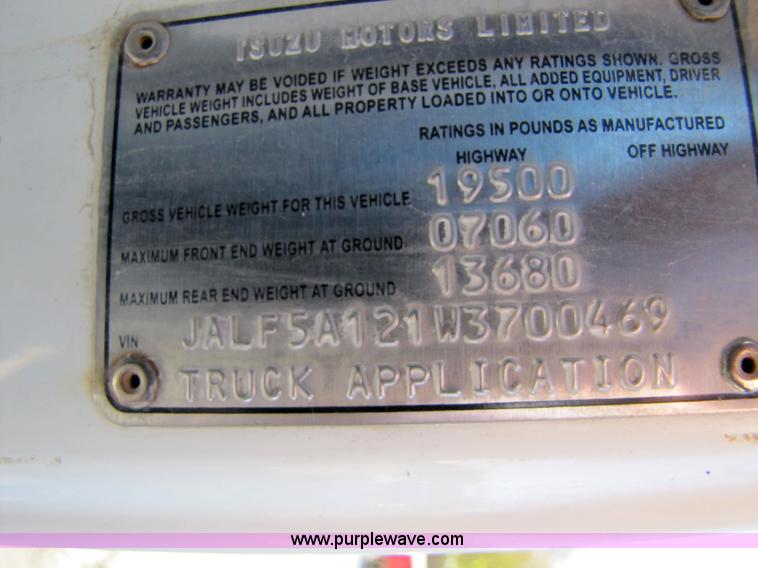 ISUZU MOTORS LIMITED
WARRANTY MAY BE VOIDED IF WEIGHT EXCEEDS ANY RATINGS SHOWN. GROSS
VEHICLE WEIGHT INCLUDES WEIGHT OF BASE VEHICLE, ALL ADDED EQUIPMENT, DRIVER
AND PASSENGERS, AND ALL PROPERTY LOADED INTO OR ONTO VEHICLE.
RATINGS IN POUNDS AS MANUFACTURED
HIGHWAY OFF HIGHWAY
GROSS VEHICLE WEIGHT FOR THIS VEHICLE 19500
MAXIMUM FRONT END WEIGHT AT GROUND 07060
MAXIMUM REAR END WEIGHT AT GROUND 13680
VIN JALF5A121W3700469
TRUCK APPLICATION
www.purplewave.com